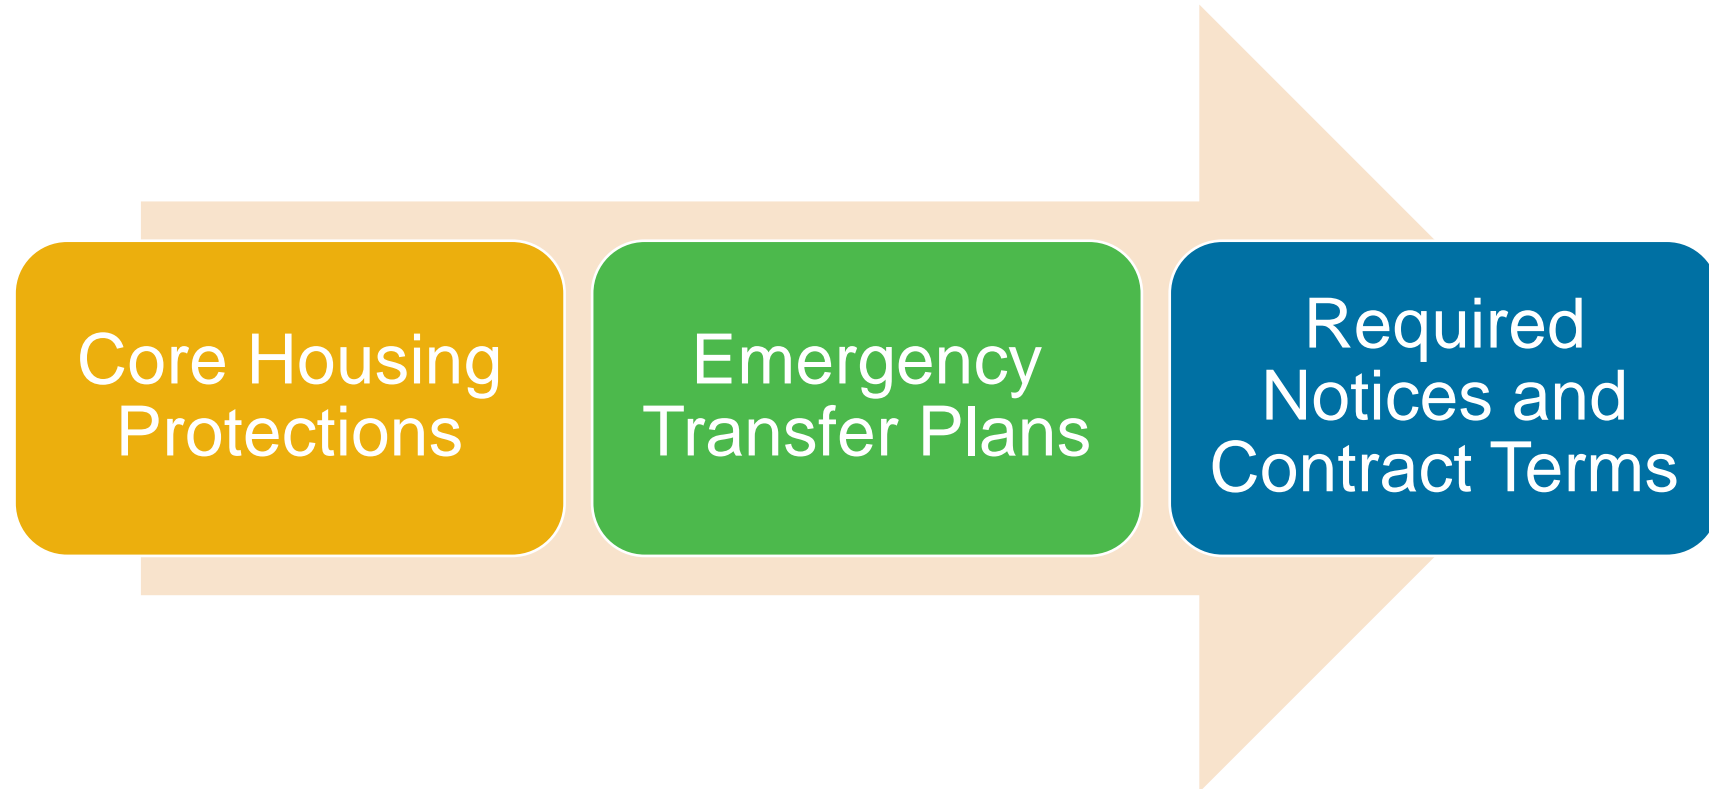 Core Housing
Protections
Emergency
Transfer Plans
Required
Notices and
Contract Terms